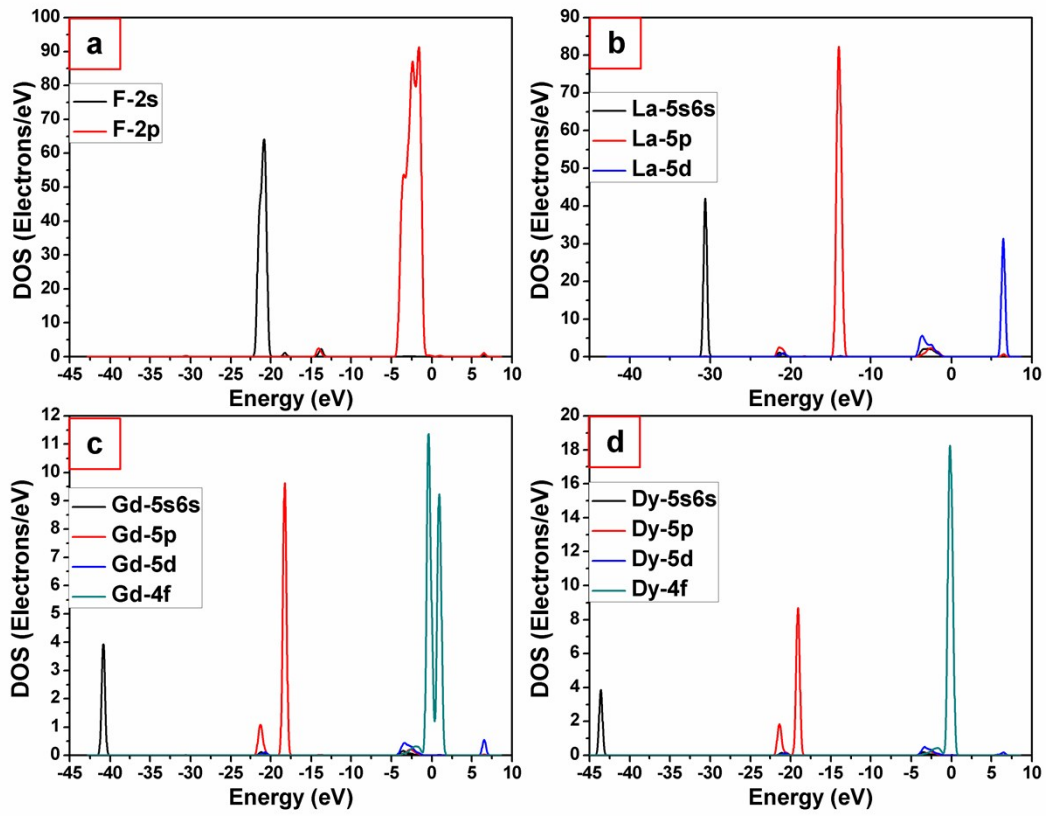 a
F-2s
F-2p
DOS (Electrons/eV)
100
90
80
70
60
50
40
30
20
10
0
-45 -40 -35 -30 -25 -20 -15 -10 -5 0 5 10
Energy (eV)
b
La-5s6s
La-5p
La-5d
DOS (Electrons/eV)
90
80
70
60
50
40
30
20
10
0
-40 -30 -20 -10 0 10
Energy (eV)
c
Gd-5s6s
Gd-5p
Gd-5d
Gd-4f
DOS (Electrons/eV)
12
11
10
9
8
7
6
5
4
3
2
1
0
-45 -40 -35 -30 -25 -20 -15 -10 -5 0 5 10
Energy (eV)
d
Dy-5s6s
Dy-5p
Dy-5d
Dy-4f
DOS (Electrons/eV)
20
18
16
14
12
10
8
6
4
2
0
-45 -40 -35 -30 -25 -20 -15 -10 -5 0 5 10
Energy (eV)